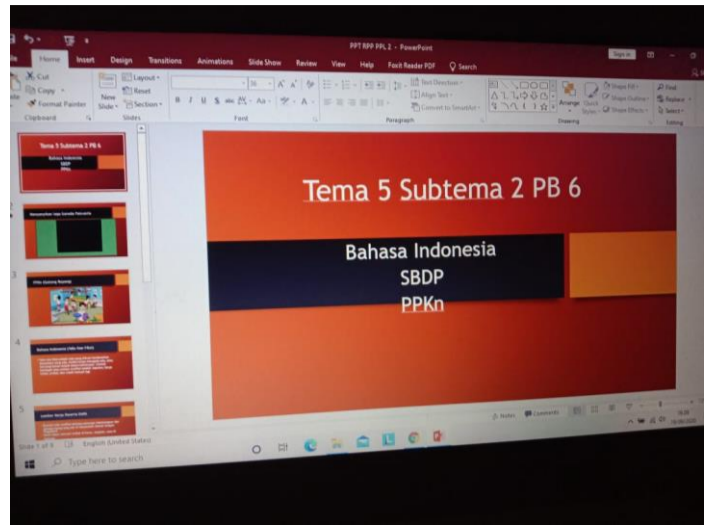 PPT RPP PPL 2 - PowerPoint
Sign in
Home Insert Design Transitions Animations Slide Show Review View Help Foxit Reader PDF Search
Cut
Copy
Format Painter
Clipboard
New
Slide
Layout
Reset
Section
Slides
36
Font
Text Direction
Align Text
Convert to SmartArt
Paragraph
Arrange
Quick
Styles
Shape Fill
Shape Outline
Shape Effects
Drawing
Find
Replace
Select
Editing
Tema 5 Subtema 2 PB 6
Bahasa Indonesia
SBDP
PPKn
3
4
5
Tema 5 Subtema 2 PB 6
Bahasa Indonesia
SBDP
PPKn
Slide 1 of 9
English (United States)
Notes
Comments
Type here to search